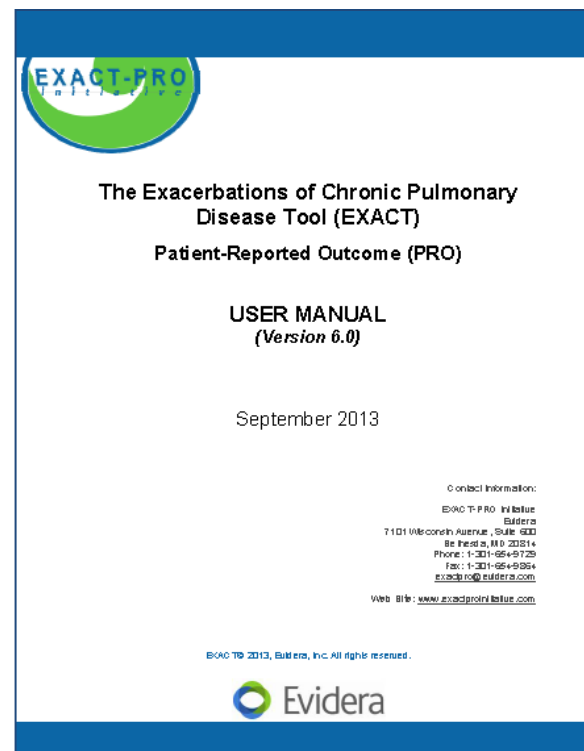 EXACT-PRO
initiative
The Exacerbations of Chronic Pulmonary
Disease Tool (EXACT)
Patient-Reported Outcome (PRO)
USER MANUAL
(Version 6.0)
September 2013
Contact Information:
EXACT-PRO Initiative
Evidera
7101 Wisconsin Avenue, Suite 600
Bethesda, MD 20814
Phone: 1-301-654-9729
Fax: 1-301-654-9864
exactpro@evidera.com
Web Site: www.exactproinitiative.com
EXACT© 2013, Evidera, Inc. All rights reserved.
Evidera